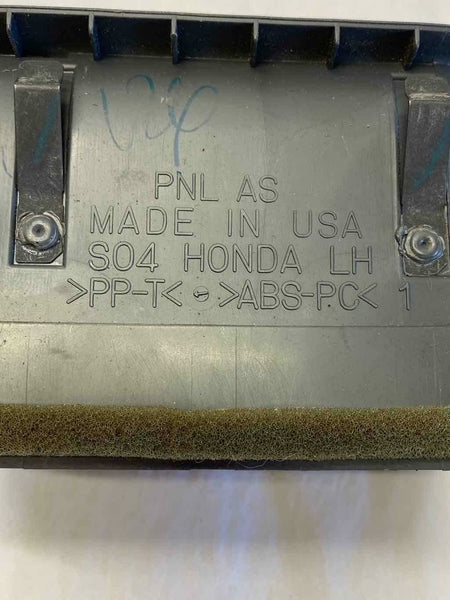 PNL AS
MADE IN USA
S04 HONDA LH
>PP-T< · >ABS-PC< 1